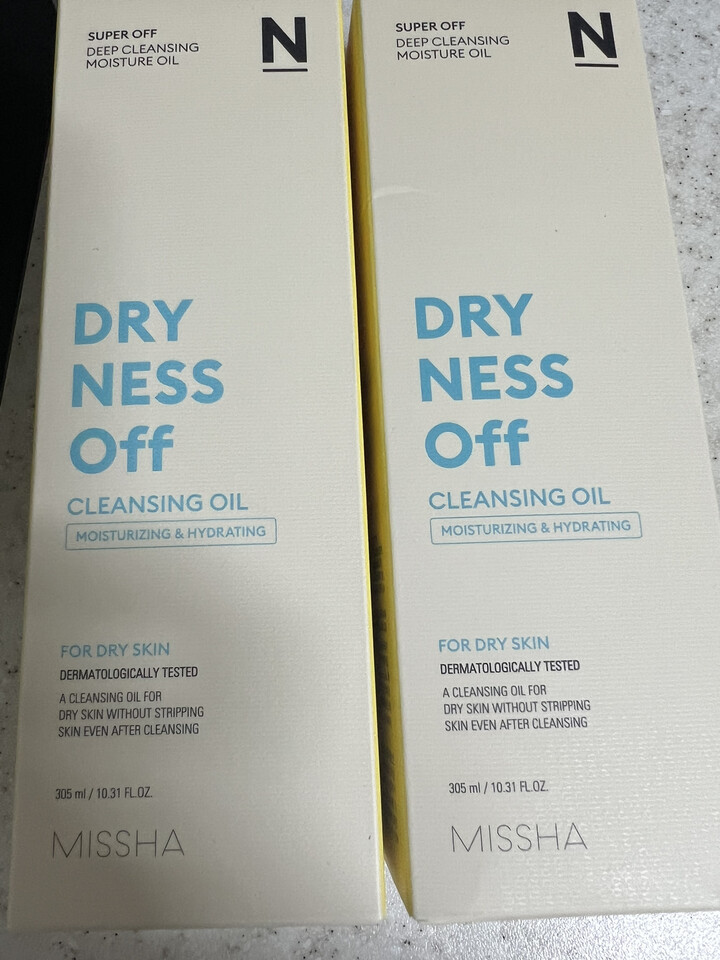 SUPER OFF
DEEP CLEANSING
MOISTURE OIL
N
DRY
NESS
Off
CLEANSING OIL
MOISTURIZING & HYDRATING
FOR DRY SKIN
DERMATOLOGICALLY TESTED
A CLEANSING OIL FOR
DRY SKIN WITHOUT STRIPPING
SKIN EVEN AFTER CLEANSING
305 ml / 10.31 FL.OZ.
MISSHA
SUPER OFF
DEEP CLEANSING
MOISTURE OIL
N
DRY
NESS
Off
CLEANSING OIL
MOISTURIZING & HYDRATING
FOR DRY SKIN
DERMATOLOGICALLY TESTED
A CLEANSING OIL FOR
DRY SKIN WITHOUT STRIPPING
SKIN EVEN AFTER CLEANSING
305 ml / 10.31 FL.OZ.
MISSHA